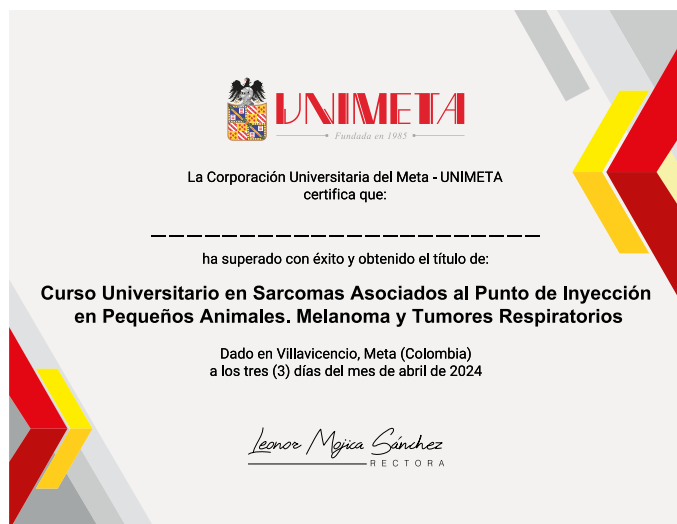 UNIMETA
Fundada en 1985
La Corporación Universitaria del Meta - UNIMETA
certifica que:
ha superado con éxito y obtenido el título de:
Curso Universitario en Sarcomas Asociados al Punto de Inyección
en Pequeños Animales. Melanoma y Tumores Respiratorios
Dado en Villavicencio, Meta (Colombia)
a los tres (3) días del mes de abril de 2024
Leonor Mojica Sánchez
RECTORA